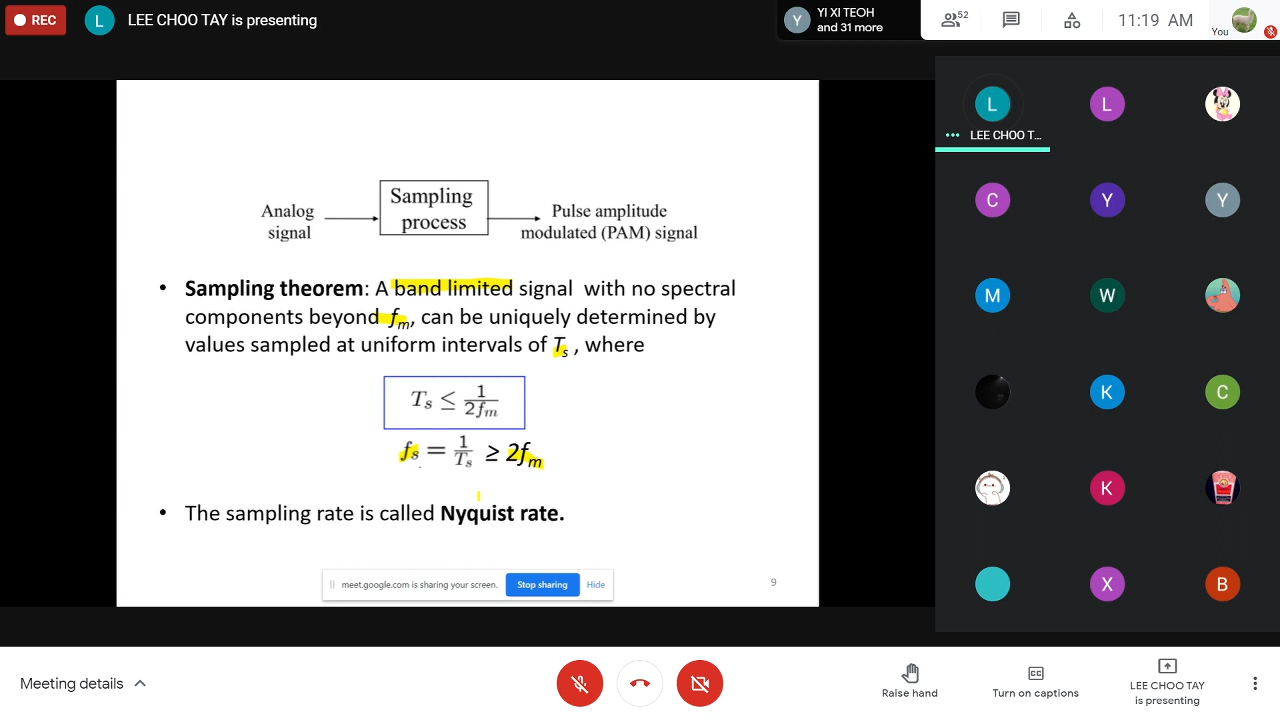 REC
L
LEE CHOO TAY is presenting
Y
YI XI TEOH
and 31 more
52
11:19 AM
You
Analog
signal
Sampling
process
Pulse amplitude
modulated (PAM) signal
• Sampling theorem: A band limited signal with no spectral
components beyond fm, can be uniquely determined by
values sampled at uniform intervals of Ts , where
Ts ≤ 1/2fm
fs = 1/Ts ≥ 2fm
• The sampling rate is called Nyquist rate.
meet.google.com is sharing your screen.
Stop sharing
Hide
9
L
LEE CHOO T...
L
C
Y
Y
M
W
K
C
K
X
B
Meeting details
Raise hand
CC
Turn on captions
LEE CHOO TAY
is presenting